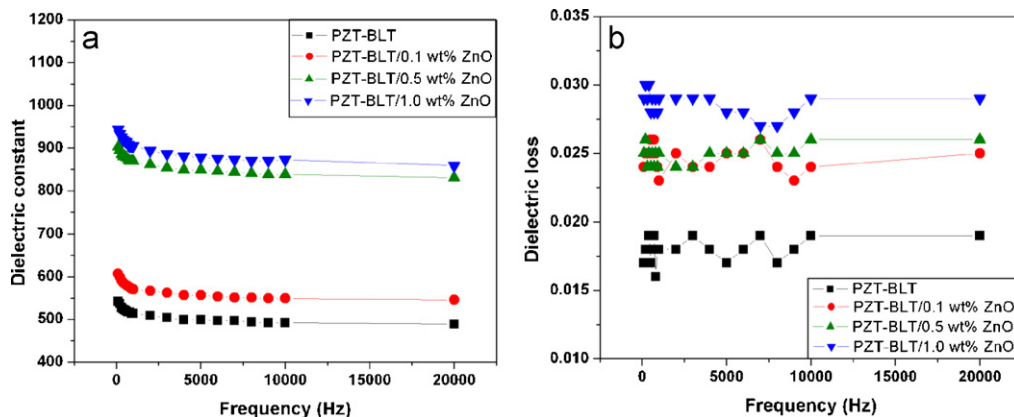 a
1200
1100
1000
900
800
700
600
500
400
0
5000
10000
15000
20000
Dielectric constant
Frequency (Hz)
PZT-BLT
PZT-BLT/0.1 wt% ZnO
PZT-BLT/0.5 wt% ZnO
PZT-BLT/1.0 wt% ZnO
b
0.035
0.030
0.025
0.020
0.015
0.010
0
5000
10000
15000
20000
Dielectric loss
Frequency (Hz)
PZT-BLT
PZT-BLT/0.1 wt% ZnO
PZT-BLT/0.5 wt% ZnO
PZT-BLT/1.0 wt% ZnO